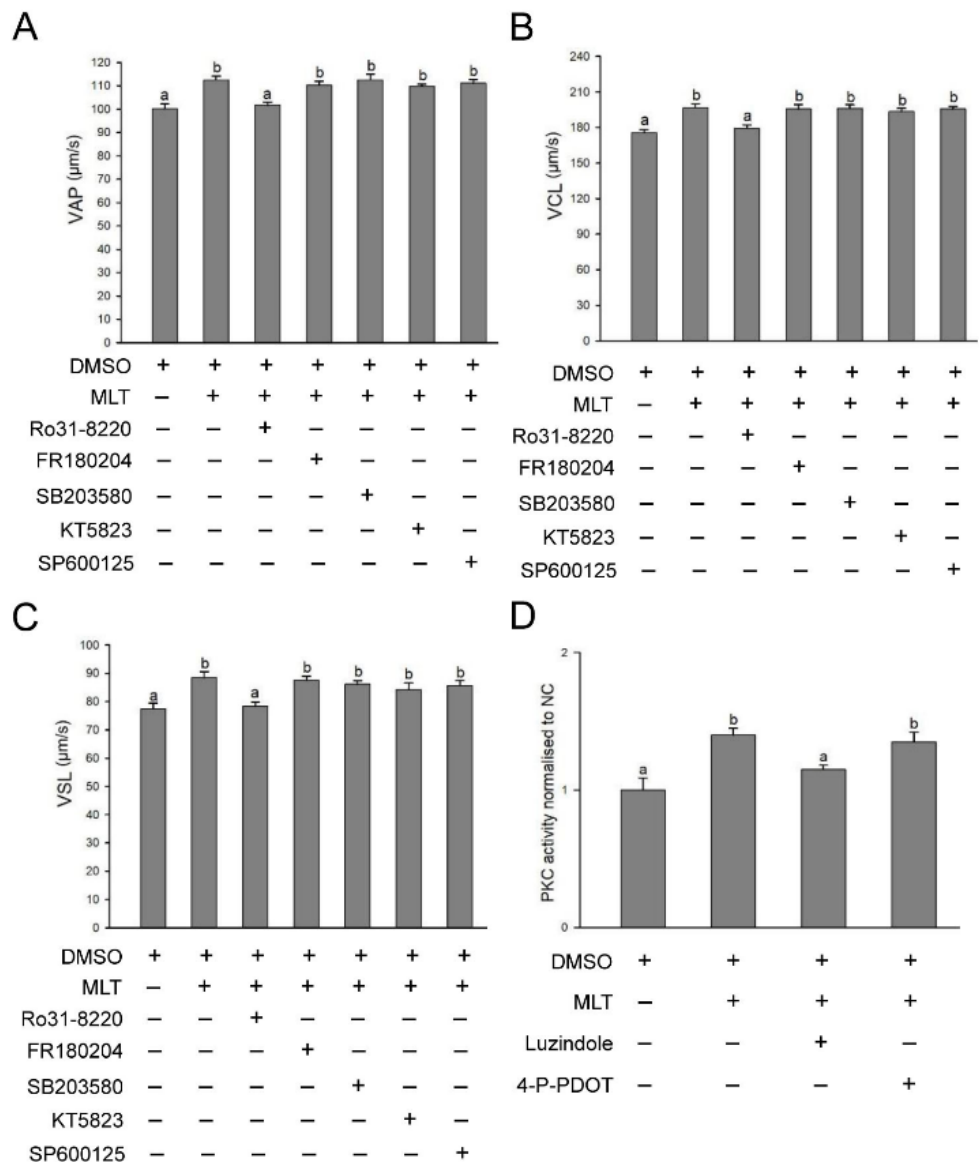 A
VAP (µm/s)
120
110
100
90
80
70
60
50
40
30
20
10
0
a b a b b b b
DMSO + + + + + + +
MLT – + + + + + +
Ro31-8220 – – + – – – –
FR180204 – – – + – – –
SB203580 – – – – + – –
KT5823 – – – – – + –
SP600125 – – – – – – +
B
VCL (µm/s)
240
210
180
150
120
90
60
30
0
a b a b b b b
DMSO + + + + + + +
MLT – + + + + + +
Ro31-8220 – – + – – – –
FR180204 – – – + – – –
SB203580 – – – – + – –
KT5823 – – – – – + –
SP600125 – – – – – – +
C
VSL (µm/s)
100
90
80
70
60
50
40
30
20
10
0
a b a b b b b
DMSO + + + + + + +
MLT – + + + + + +
Ro31-8220 – – + – – – –
FR180204 – – – + – – –
SB203580 – – – – + – –
KT5823 – – – – – + –
SP600125 – – – – – – +
D
PKC activity normalised to NC
2
1
0
a b a b
DMSO + + + +
MLT – + + +
Luzindole – – + –
4-P-PDOT – – – +